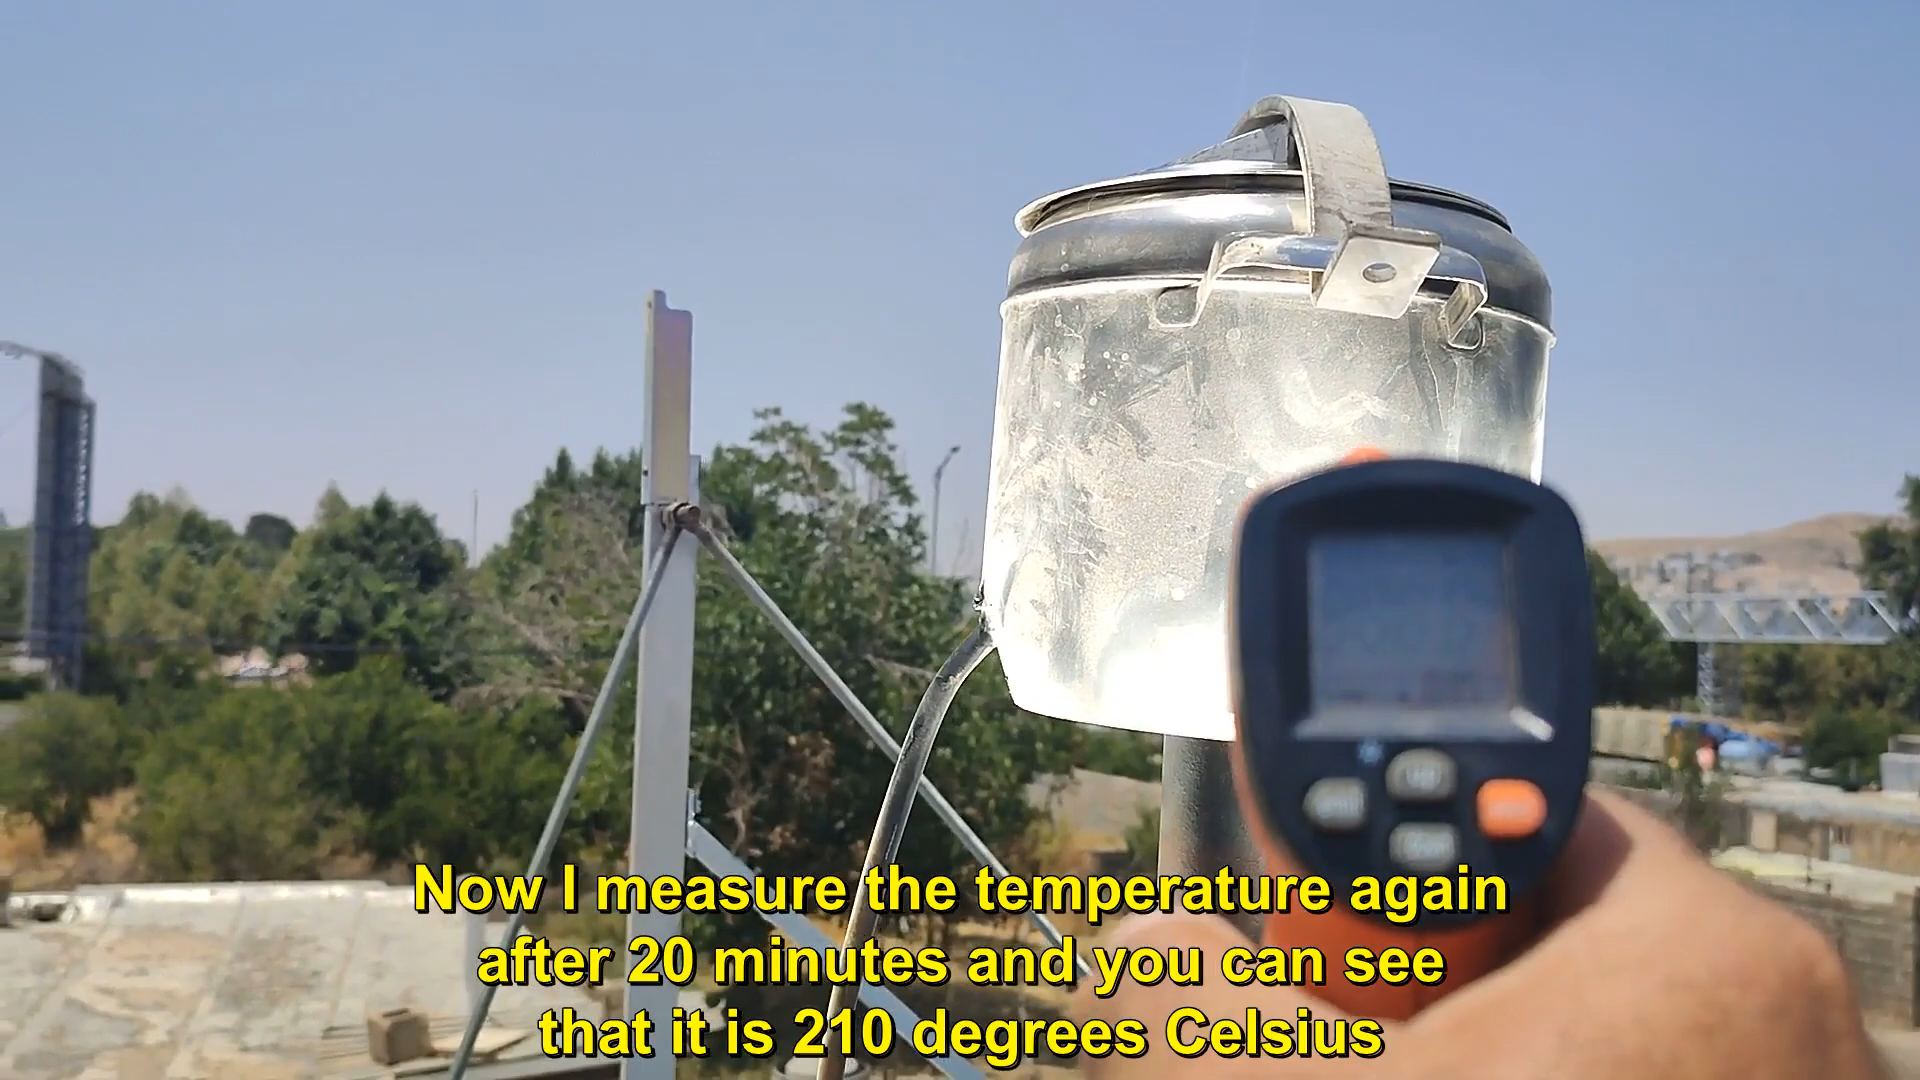 Now I measure the temperature again
after 20 minutes and you can see
that it is 210 degrees Celsius